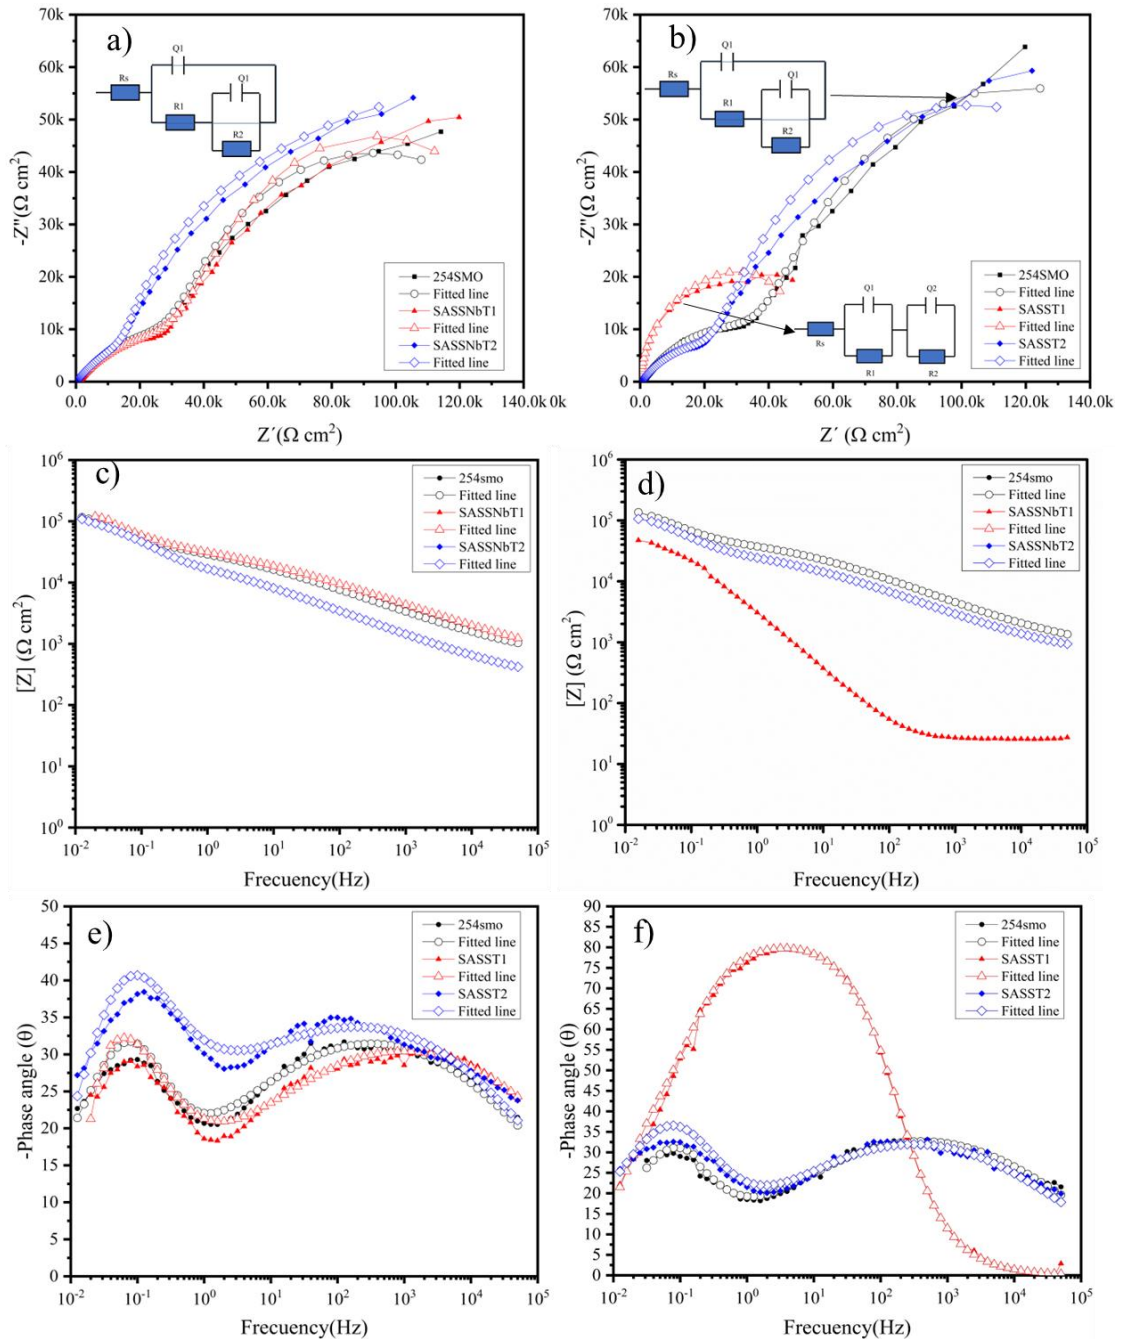 a)
-Z"(Ω cm²)
70k
60k
50k
40k
30k
20k
10k
0
Rs
Q1
R1
Q1
R2
254SMO
Fitted line
SASSNbT1
Fitted line
SASSNbT2
Fitted line
0.0 20.0k 40.0k 60.0k 80.0k 100.0k 120.0k 140.0k
Z´(Ω cm²)
b)
-Z"(Ω cm²)
70k
60k
50k
40k
30k
20k
10k
0
Rs
Q1
R1
Q1
R2
254SMO
Fitted line
SASST1
Fitted line
SASST2
Fitted line
Rs
Q1
R1
Q2
R2
0k 20.0k 40.0k 60.0k 80.0k 100.0k 120.0k 140.0k
Z´ (Ω cm²)
c)
[Z] (Ω cm²)
10⁶
10⁵
10⁴
10³
10²
10¹
10⁰
254smo
Fitted line
SASSNbT1
Fitted line
SASSNbT2
Fitted line
10⁻² 10⁻¹ 10⁰ 10¹ 10² 10³ 10⁴ 10⁵
Frecuency(Hz)
d)
[Z] (Ω cm²)
10⁶
10⁵
10⁴
10³
10²
10¹
10⁰
254smo
Fitted line
SASSNbT1
Fitted line
SASSNbT2
Fitted line
10⁻² 10⁻¹ 10⁰ 10¹ 10² 10³ 10⁴ 10⁵
Frecuency(Hz)
e)
-Phase angle (θ)
50
45
40
35
30
25
20
15
10
5
0
254smo
Fitted line
SASST1
Fitted line
SASST2
Fitted line
10⁻² 10⁻¹ 10⁰ 10¹ 10² 10³ 10⁴ 10⁵
Frecuency(Hz)
f)
-Phase angle (θ)
90
85
80
75
70
65
60
55
50
45
40
35
30
25
20
15
10
5
0
254smo
Fitted line
SASST1
Fitted line
SASST2
Fitted line
10⁻² 10⁻¹ 10⁰ 10¹ 10² 10³ 10⁴ 10⁵
Frecuency(Hz)